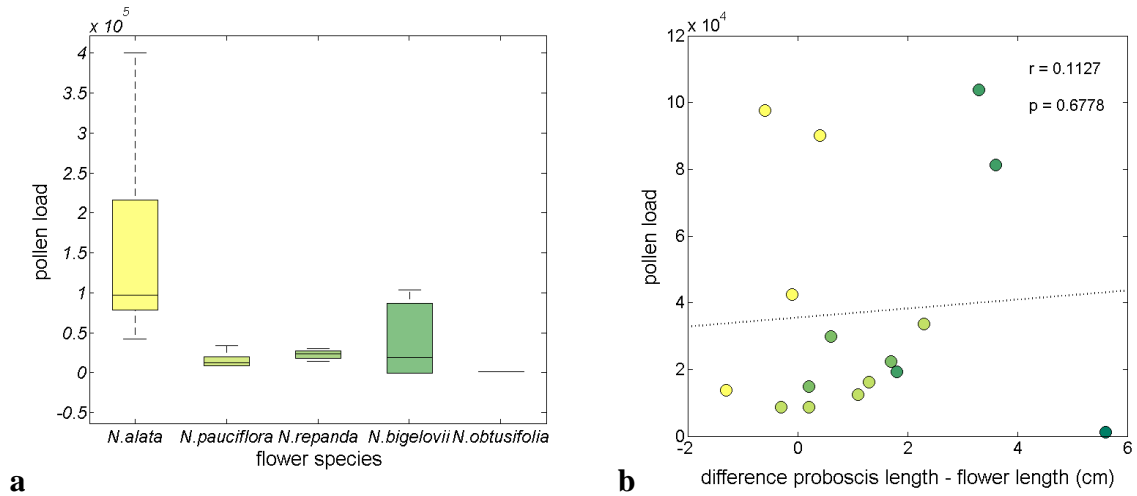 x 10^5
4
3.5
3
2.5
2
1.5
1
0.5
0
-0.5
pollen load
N.alata N.pauciflora N.repanda N.bigelovii N.obtusifolia
flower species
a
x 10^4
12
10
8
6
4
2
0
pollen load
r = 0.1127
p = 0.6778
-2 0 2 4 6
difference proboscis length - flower length (cm)
b